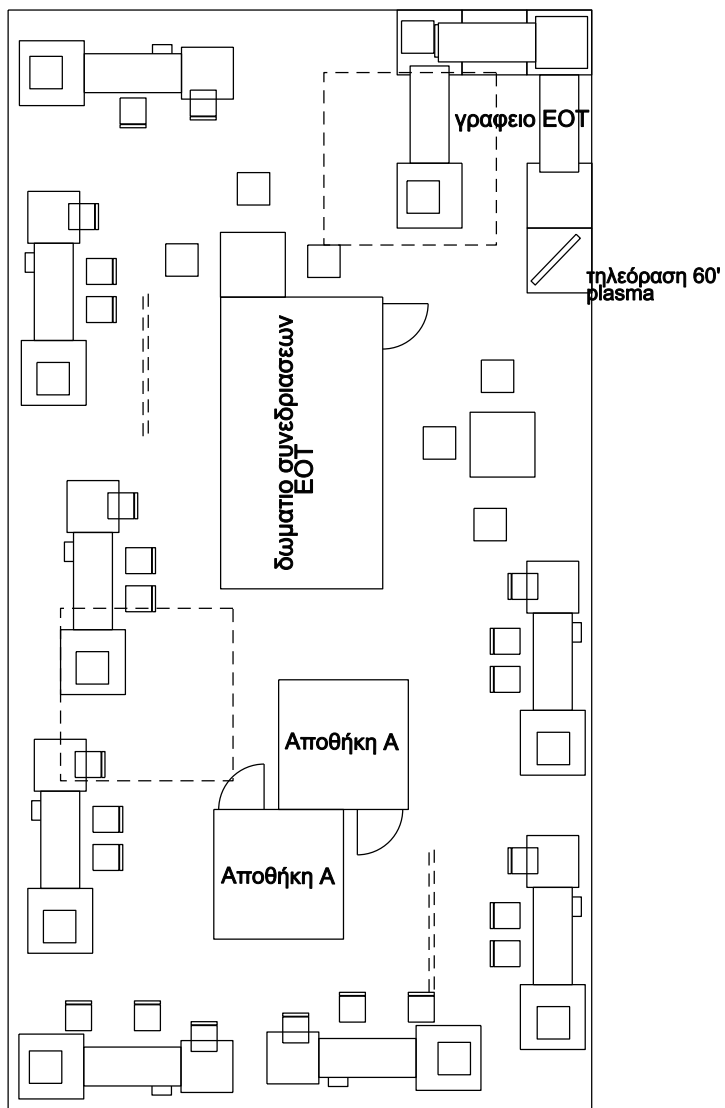 γραφειο ΕΟΤ
τηλεόραση 60'
plasma
δωματιο συνεδριασεων
ΕΟΤ
Αποθήκη Α
Αποθήκη Α